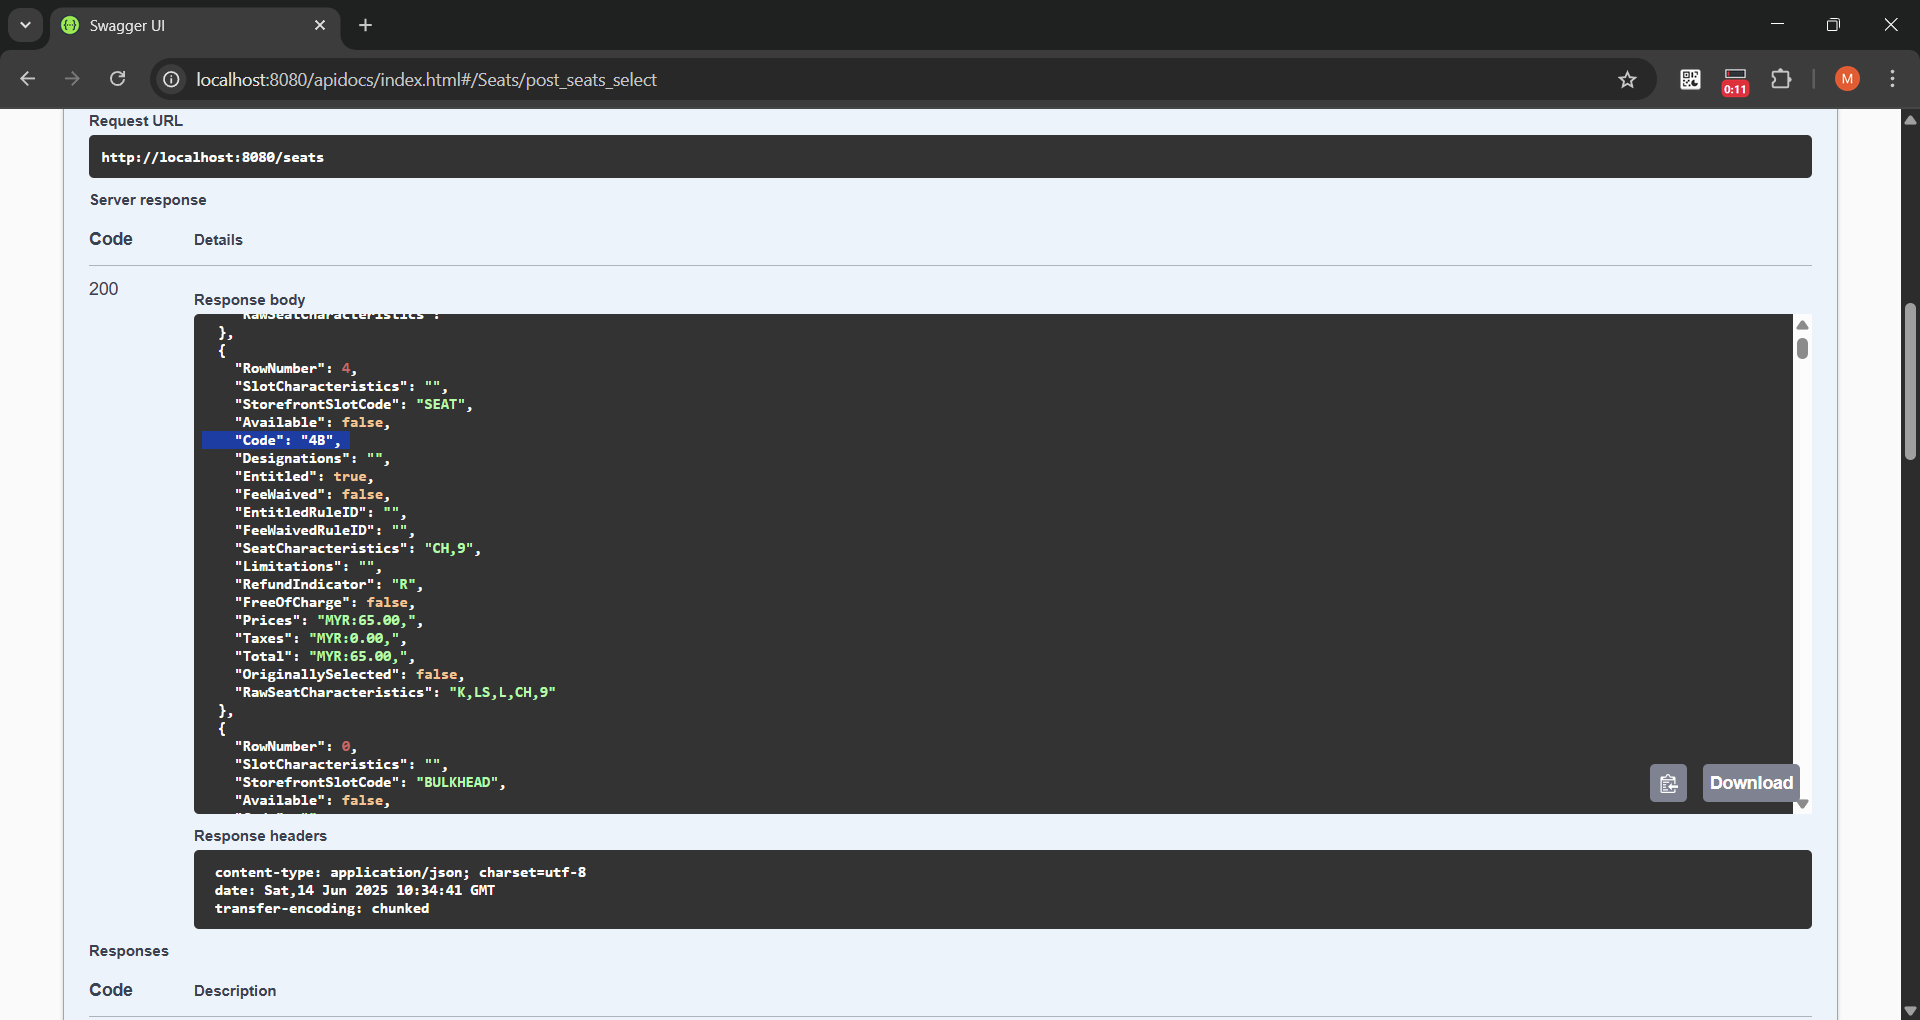 Swagger UI
localhost:8080/apidocs/index.html#/Seats/post_seats_select
0:11
M
Request URL
http://localhost:8080/seats
Server response
Code
Details
200
Response body
"RawSeatCharacteristics":
},
{
"RowNumber": 4,
"SlotCharacteristics": "",
"StorefrontSlotCode": "SEAT",
"Available": false,
"Code": "4B",
"Designations": "",
"Entitled": true,
"FeeWaived": false,
"EntitledRuleID": "",
"FeeWaivedRuleID": "",
"SeatCharacteristics": "CH,9",
"Limitations": "",
"RefundIndicator": "R",
"FreeOfCharge": false,
"Prices": "MYR:65.00,",
"Taxes": "MYR:0.00,",
"Total": "MYR:65.00,",
"OriginallySelected": false,
"RawSeatCharacteristics": "K,LS,L,CH,9"
},
{
"RowNumber": 0,
"SlotCharacteristics": "",
"StorefrontSlotCode": "BULKHEAD",
"Available": false,
Download
Response headers
content-type: application/json; charset=utf-8
date: Sat,14 Jun 2025 10:34:41 GMT
transfer-encoding: chunked
Responses
Code
Description